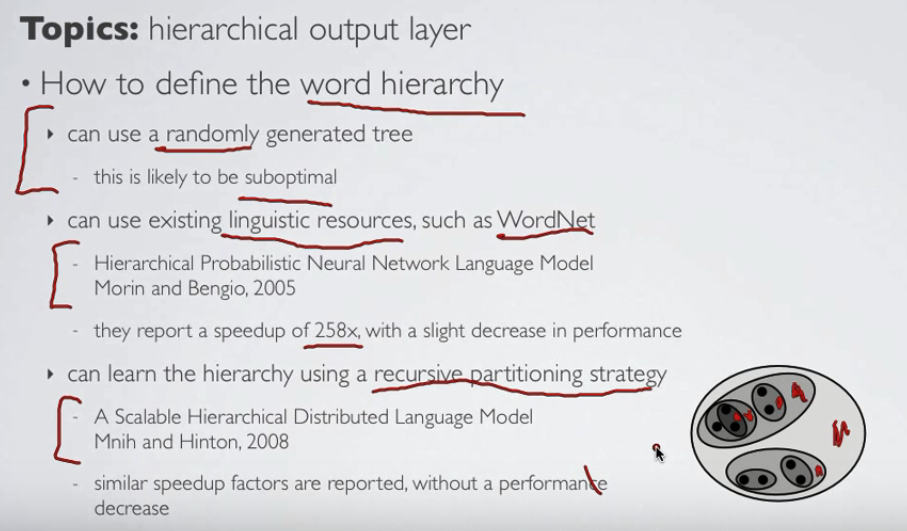 Topics: hierarchical output layer
• How to define the word hierarchy
‣ can use a randomly generated tree
- this is likely to be suboptimal
‣ can use existing linguistic resources, such as WordNet
- Hierarchical Probabilistic Neural Network Language Model
Morin and Bengio, 2005
- they report a speedup of 258x, with a slight decrease in performance
‣ can learn the hierarchy using a recursive partitioning strategy
- A Scalable Hierarchical Distributed Language Model
Mnih and Hinton, 2008
- similar speedup factors are reported, without a performance
decrease